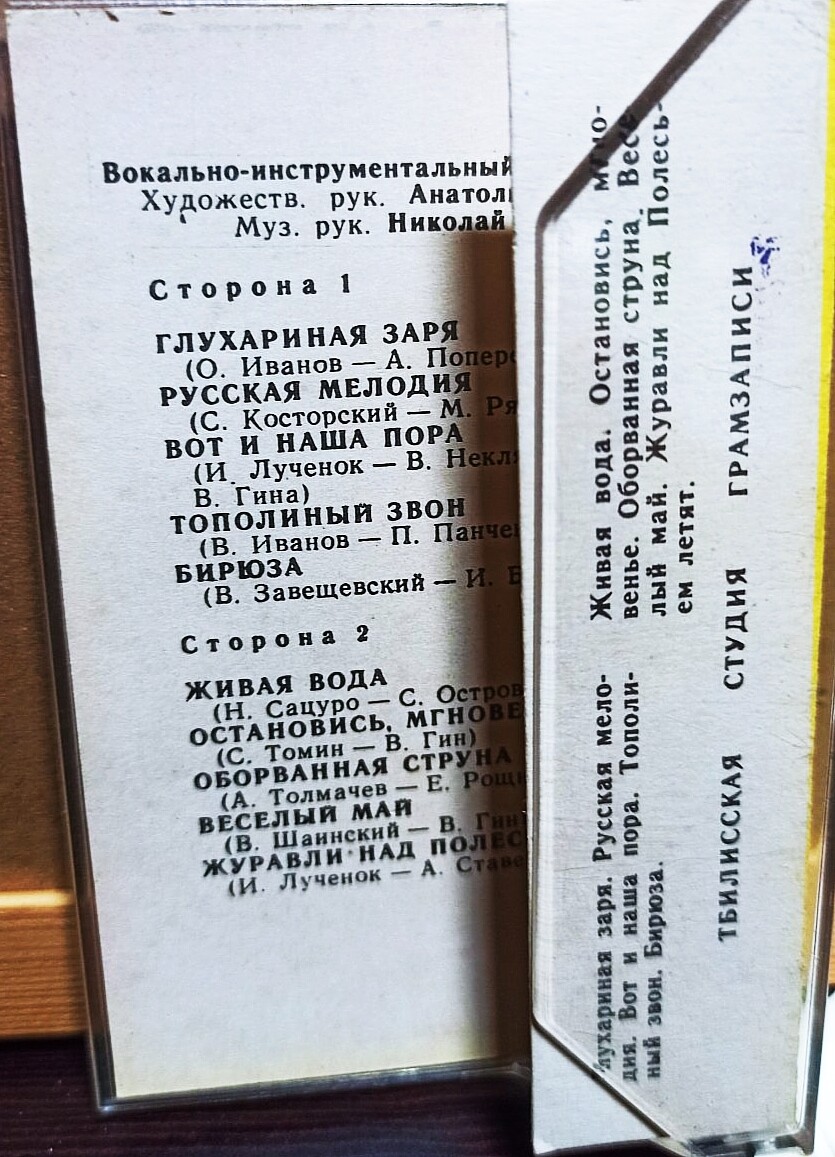 Вокально-инструментальный
Художеств. рук. Анатол
Муз. рук. Николай
Сторона 1
ГЛУХАРИНАЯ ЗАРЯ
(О. Иванов — А. Попере
РУССКАЯ МЕЛОДИЯ
(С. Косторский — М. Ря
ВОТ И НАША ПОРА
(И. Лученок — В. Некл
В. Гина)
ТОПОЛИНЫЙ ЗВОН
(В. Иванов — П. Панче
БИРЮЗА
(В. Завещевский — И.
Сторона 2
ЖИВАЯ ВОДА
(Н. Сацуро — С. Остров
ОСТАНОВИСЬ, МГНОВЕ
(С. Томин — В. Гин)
ОБОРВАННАЯ СТРУНА
(А. Толмачев — Е. Рощ
ВЕСЕЛЫЙ МАЙ
(В. Шаинский — В. Гин
ЖУРАВЛИ НАД ПОЛЕС
(И. Лученок — А. Ставе
лухариная заря. Русская мело-
дия. Вот и наша пора. Тополи-
ный звон. Бирюза.
Живая вода. Остановись, мгно-
венье. Оборванная струна. Весе-
лый май. Журавли над Полесь-
ем летят.
ТБИЛИССКАЯ СТУДИЯ ГРАМЗАПИСИ